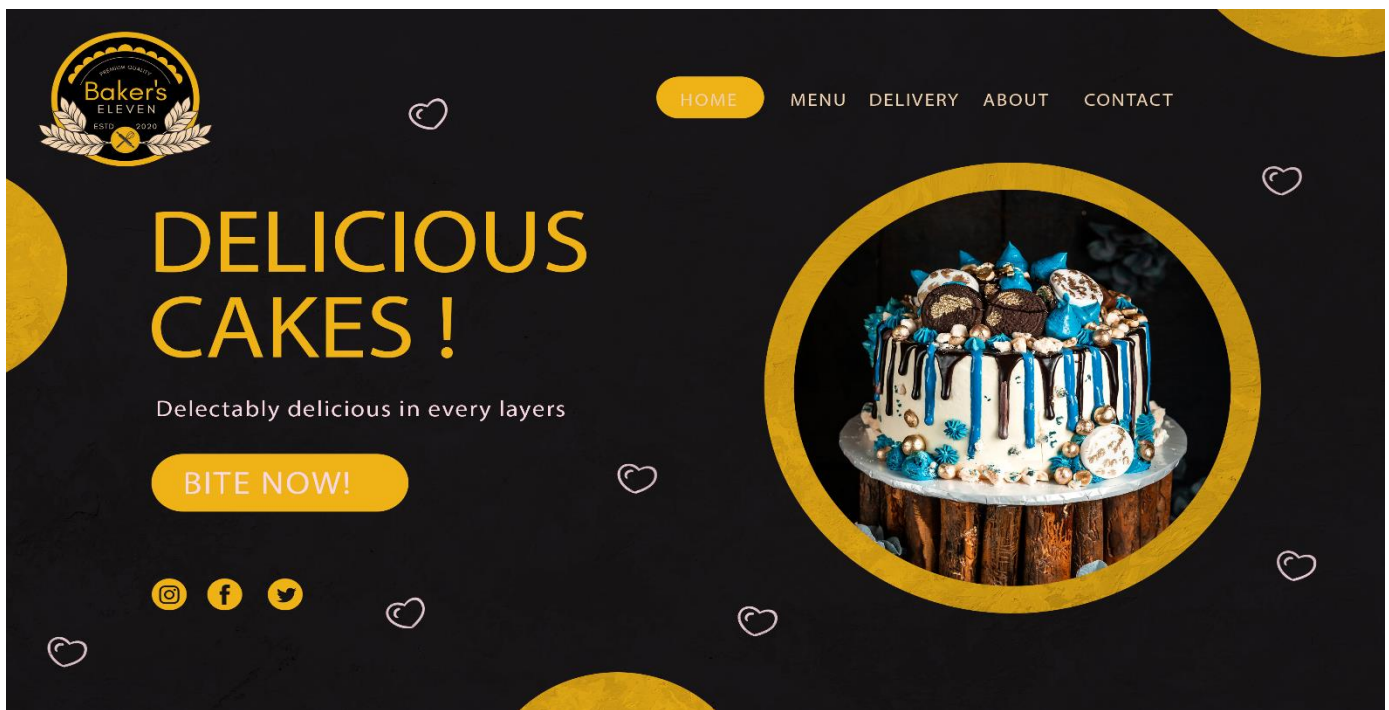 PREMIUM QUALITY
Baker's
ELEVEN
ESTD 2020
HOME MENU DELIVERY ABOUT CONTACT
DELICIOUS
CAKES !
Delectably delicious in every layers
BITE NOW!